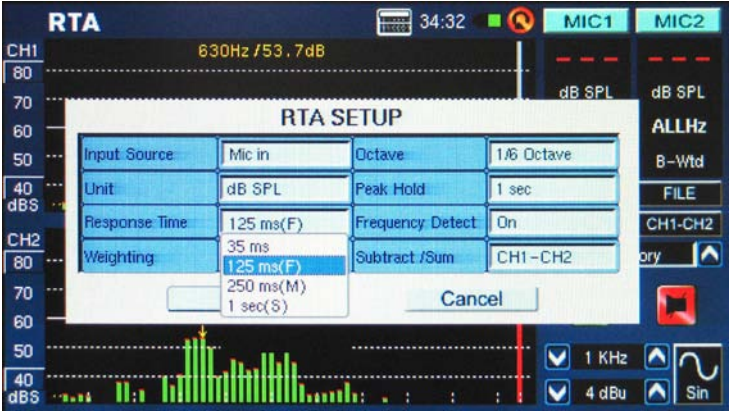 RTA 34:32 MIC1 MIC2
CH1 630Hz/53.7dB
80
70 dB SPL dB SPL
RTA SETUP
60 ALLHz
50 Input Source Mic in Octave 1/6 Octave B-Wtd
40 Unit dB SPL Peak Hold 1 sec FILE
dBS
Response Time 125 ms(F) Frequency Detect On CH1-CH2
CH2
35 ms
80 Weighting 125 ms(F) Subtract /Sum CH1-CH2 ory
250 ms(M)
70 1 sec(S) Cancel
60
50 1 KHz
40 4 dBu Sin
dBS